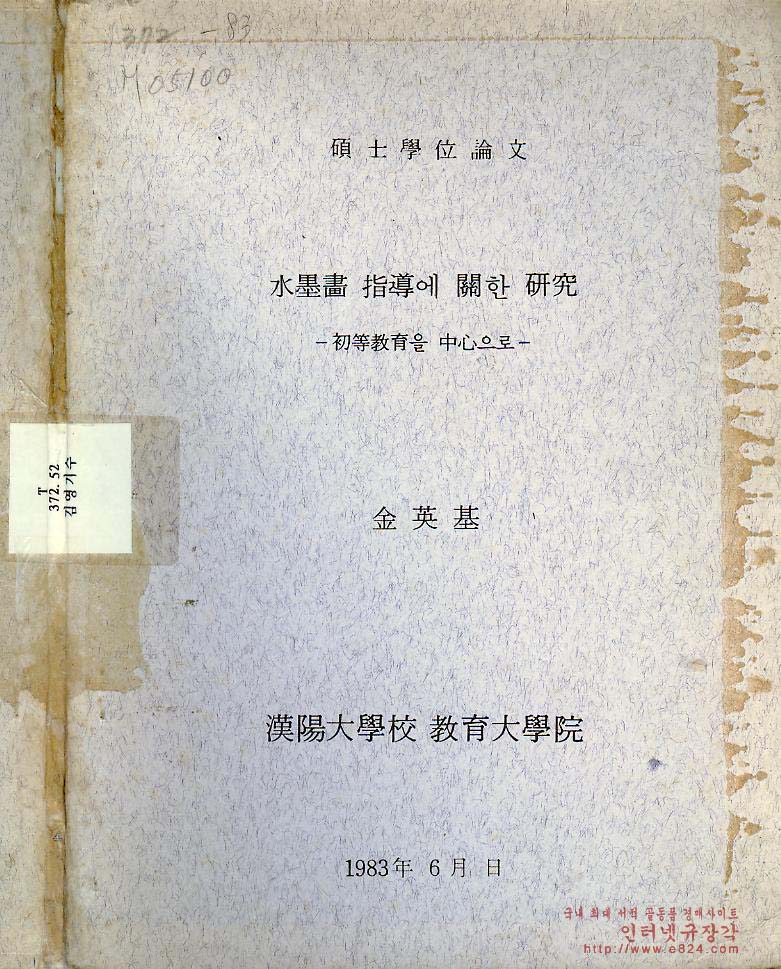 372 -83
M05100
碩士學位論文
水墨畵 指導에 關한 硏究
-初等教育을 中心으로-
T
372.52
김영기수
金英基
漢陽大學校 敎育大學院
1983年 6月 日
국내 최대 서적 골동품 경매사이트
인터넷규장각
http://www.e824.com